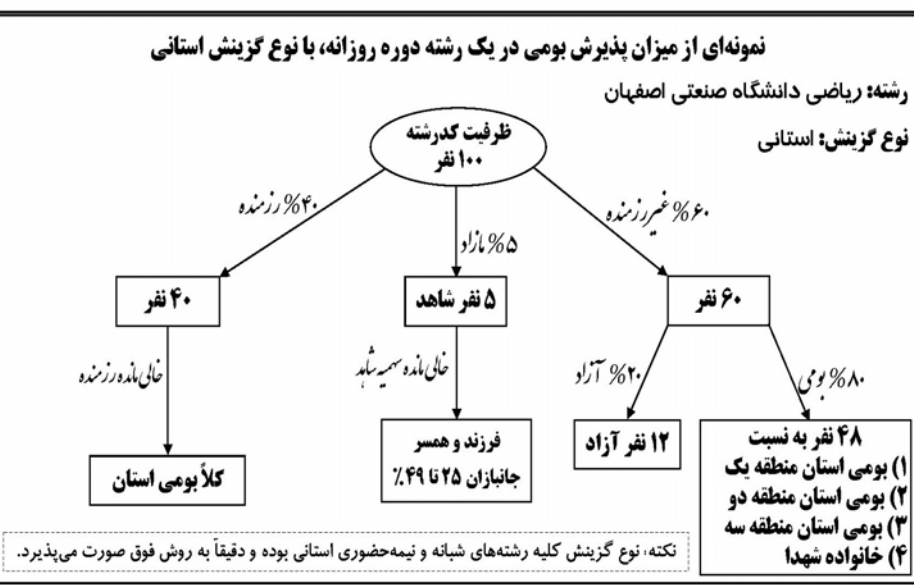 نمونه‌ای از میزان پذیرش بومی در یک رشته دوره روزانه، با نوع گزینش استانی
رشته: ریاضی دانشگاه صنعتی اصفهان
نوع گزینش: استانی
ظرفیت کدرشته
۱۰۰ نفر
۶۰% غیررزمنده
۵% مازاد
۴۰% رزمنده
۶۰ نفر
۵ نفر شاهد
۴۰ نفر
۸۰% بومی
۲۰% آزاد
خالی مانده سهمیه شاهد
خالی مانده رزمنده
۴۸ نفر به نسبت
۱) بومی استان منطقه یک
۲) بومی استان منطقه دو
۳) بومی استان منطقه سه
۴) خانواده شهدا
۱۲ نفر آزاد
فرزند و همسر
جانبازان ۲۵ تا ۴۹٪
کلاً بومی استان
نکته: نوع گزینش کلیه رشته‌های شبانه و نیمه‌حضوری استانی بوده و دقیقاً به روش فوق صورت می‌پذیرد.